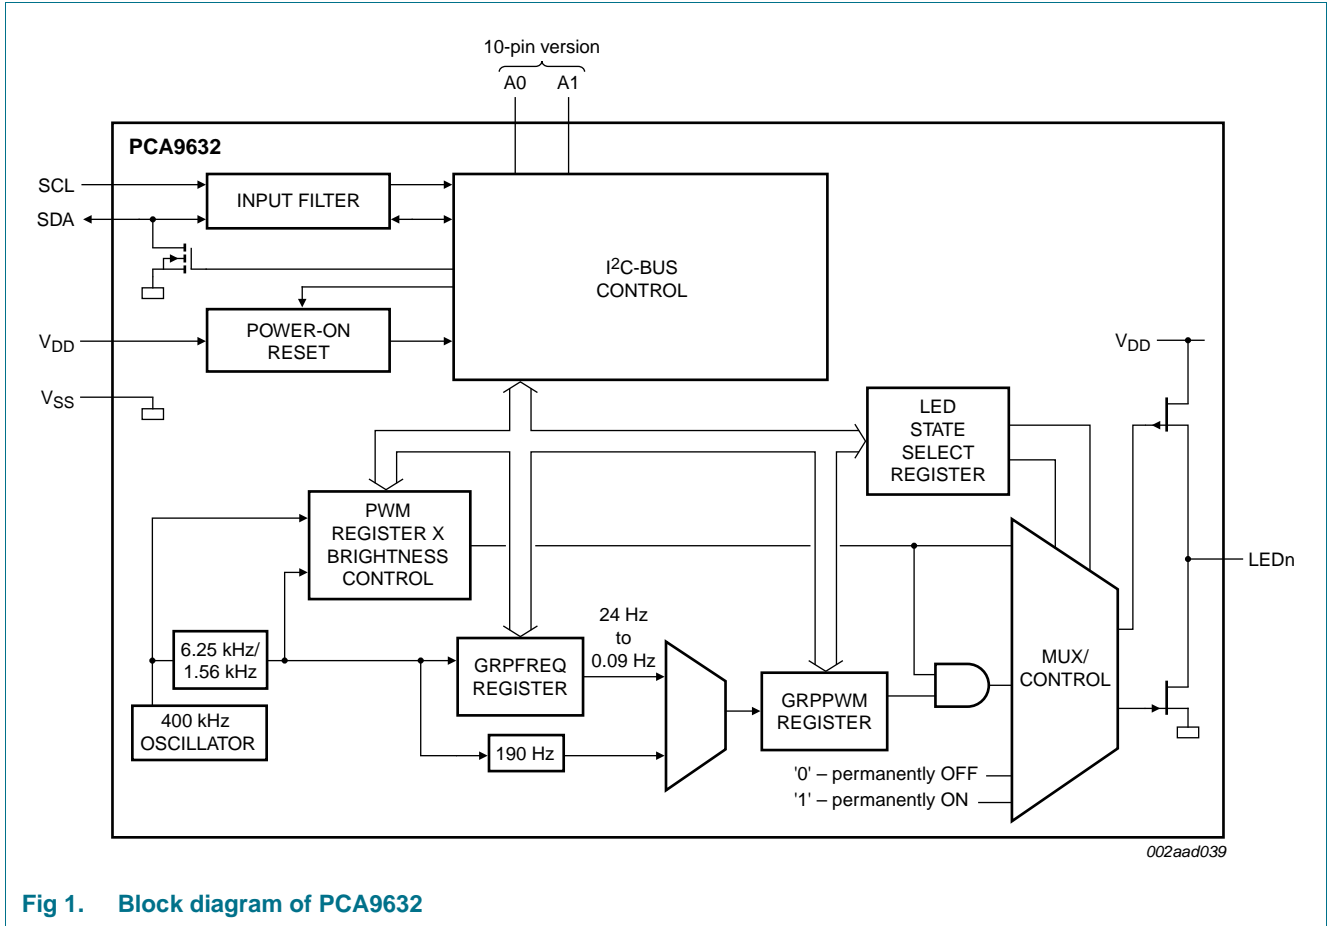 10-pin version
A0 A1
PCA9632
SCL
INPUT FILTER
SDA
I2C-BUS
CONTROL
POWER-ON
RESET
VDD
VDD
VSS
LED
STATE
SELECT
REGISTER
PWM
REGISTER X
BRIGHTNESS
CONTROL
LEDn
24 Hz
to
0.09 Hz
6.25 kHz/
1.56 kHz
GRPFREQ
REGISTER
MUX/
CONTROL
GRPPWM
REGISTER
400 kHz
OSCILLATOR
190 Hz
'0' – permanently OFF
'1' – permanently ON
002aad039
Fig 1. Block diagram of PCA9632